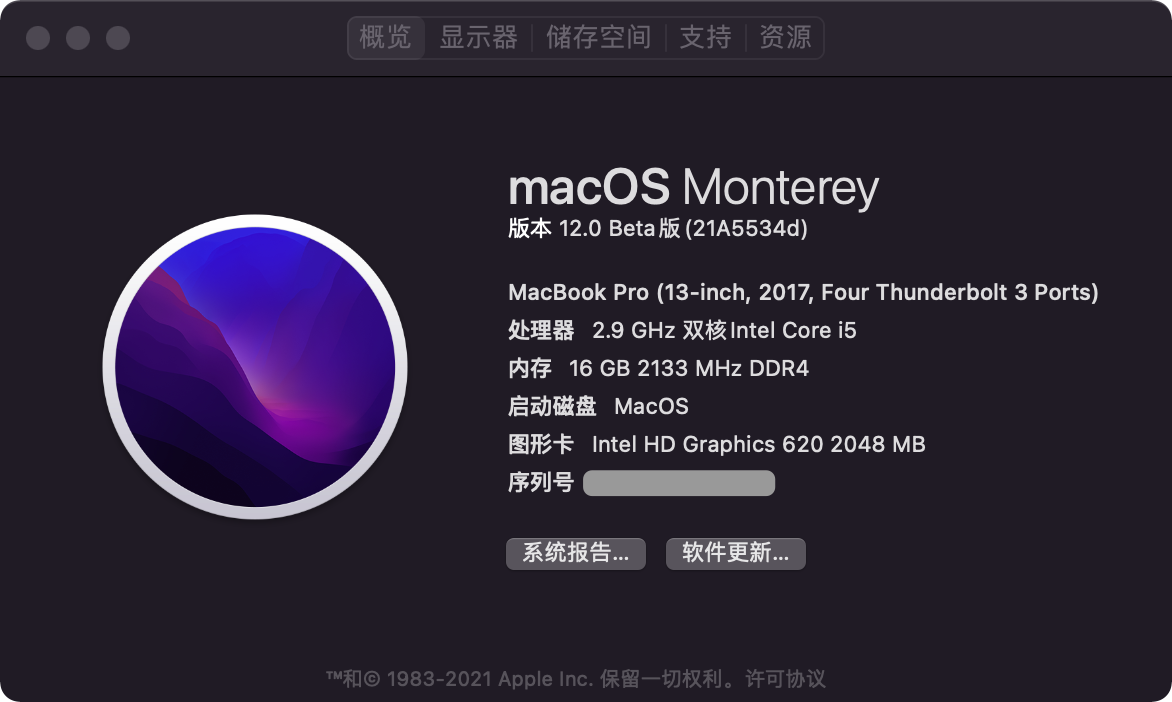 概览 显示器 储存空间 支持 资源
macOS Monterey
版本 12.0 Beta版 (21A5534d)
MacBook Pro (13-inch, 2017, Four Thunderbolt 3 Ports)
处理器 2.9 GHz 双核Intel Core i5
内存 16 GB 2133 MHz DDR4
启动磁盘 MacOS
图形卡 Intel HD Graphics 620 2048 MB
序列号
系统报告... 软件更新...
™和© 1983-2021 Apple Inc. 保留一切权利。许可协议